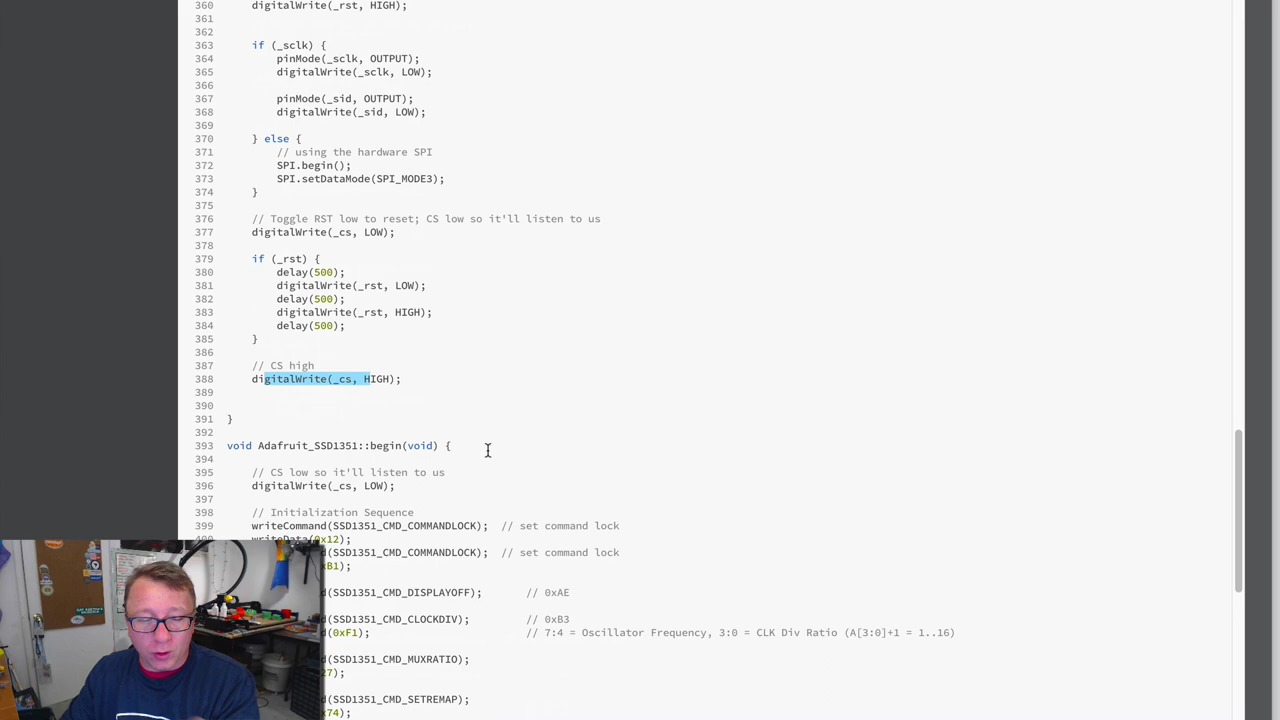 360 digitalWrite(_rst, HIGH);
361
362
363 if (_sclk) {
364 pinMode(_sclk, OUTPUT);
365 digitalWrite(_sclk, LOW);
366
367 pinMode(_sid, OUTPUT);
368 digitalWrite(_sid, LOW);
369
370 } else {
371 // using the hardware SPI
372 SPI.begin();
373 SPI.setDataMode(SPI_MODE3);
374 }
375
376 // Toggle RST low to reset; CS low so it'll listen to us
377 digitalWrite(_cs, LOW);
378
379 if (_rst) {
380 delay(500);
381 digitalWrite(_rst, LOW);
382 delay(500);
383 digitalWrite(_rst, HIGH);
384 delay(500);
385 }
386
387 // CS high
388 digitalWrite(_cs, HIGH);
389
390
391 }
392
393 void Adafruit_SSD1351::begin(void) {
394
395 // CS low so it'll listen to us
396 digitalWrite(_cs, LOW);
397
398 // Initialization Sequence
399 writeCommand(SSD1351_CMD_COMMANDLOCK); // set command lock
400 writeData(0x12);
d(SSD1351_CMD_COMMANDLOCK); // set command lock
xB1);
d(SSD1351_CMD_DISPLAYOFF); // 0xAE
d(SSD1351_CMD_CLOCKDIV); // 0xB3
(0xF1); // 7:4 = Oscillator Frequency, 3:0 = CLK Div Ratio (A[3:0]+1 = 1..16)
d(SSD1351_CMD_MUXRATIO);
27);
d(SSD1351_CMD_SETREMAP);
x74);